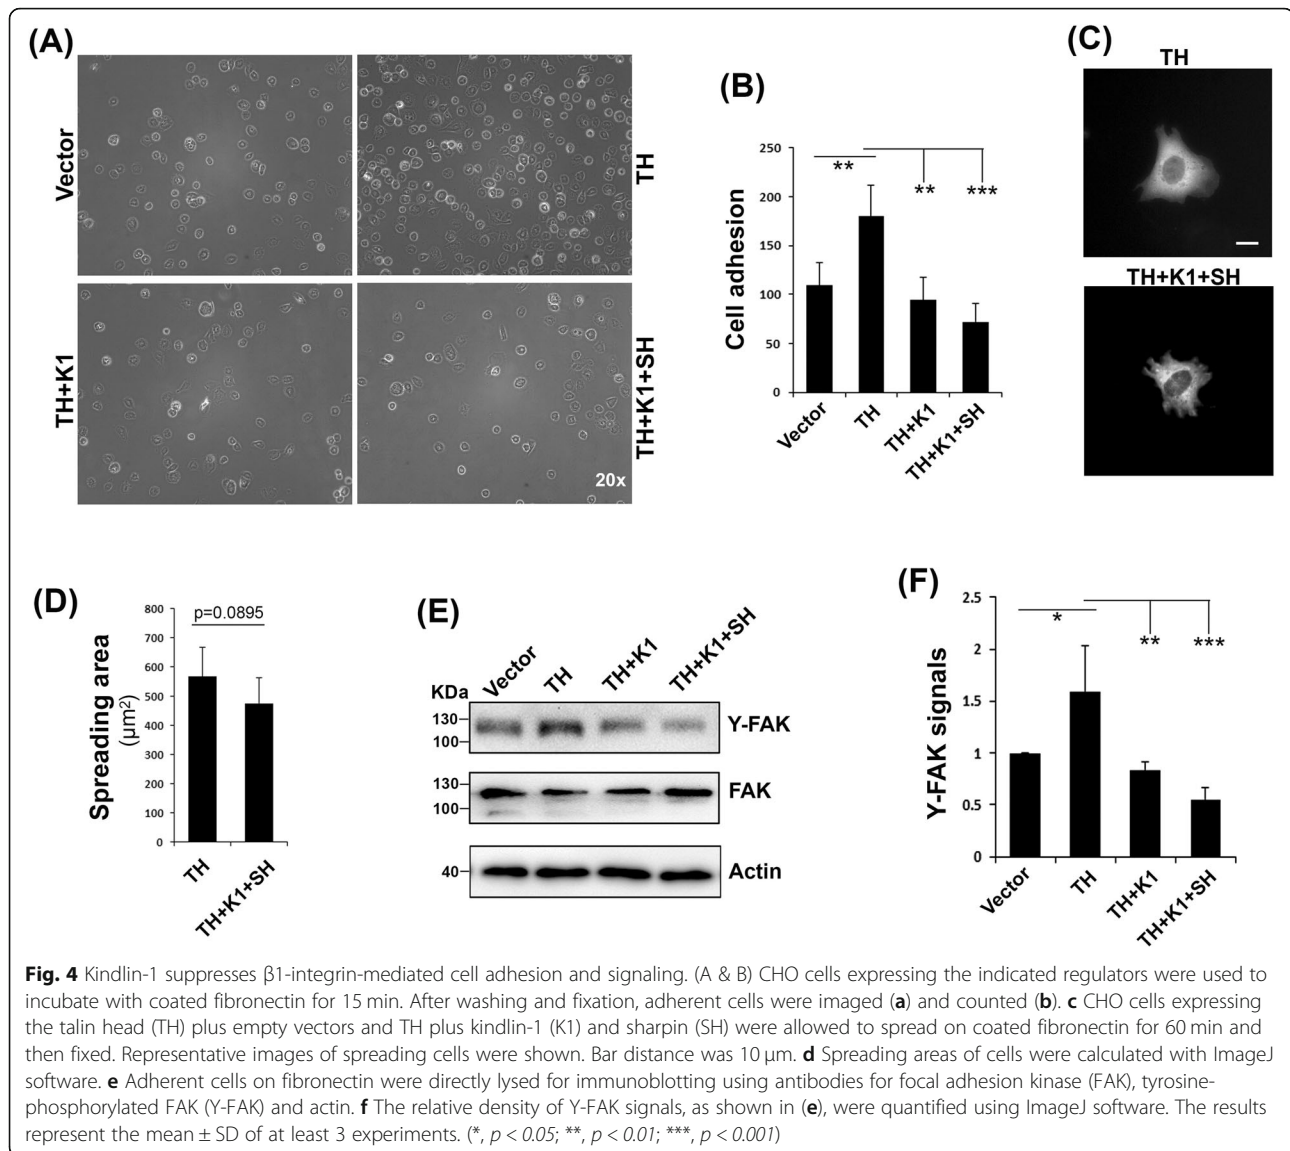 (A)
Vector
TH
TH+K1
TH+K1+SH
20x
(B)
Cell adhesion
250
200
150
100
50
0
**
**
***
Vector
TH
TH+K1
TH+K1+SH
(C)
TH
TH+K1+SH
(D)
Spreading area
(µm²)
800
700
600
500
400
300
200
100
0
p=0.0895
TH
TH+K1+SH
(E)
KDa
Vector
TH
TH+K1
TH+K1+SH
130
100
Y-FAK
130
100
FAK
40
Actin
(F)
Y-FAK signals
2.5
2
1.5
1
0.5
0
*
**
***
Vector
TH
TH+K1
TH+K1+SH
Fig. 4 Kindlin-1 suppresses β1-integrin-mediated cell adhesion and signaling. (A & B) CHO cells expressing the indicated regulators were used to
incubate with coated fibronectin for 15 min. After washing and fixation, adherent cells were imaged (a) and counted (b). c CHO cells expressing
the talin head (TH) plus empty vectors and TH plus kindlin-1 (K1) and sharpin (SH) were allowed to spread on coated fibronectin for 60 min and
then fixed. Representative images of spreading cells were shown. Bar distance was 10 µm. d Spreading areas of cells were calculated with ImageJ
software. e Adherent cells on fibronectin were directly lysed for immunoblotting using antibodies for focal adhesion kinase (FAK), tyrosine-
phosphorylated FAK (Y-FAK) and actin. f The relative density of Y-FAK signals, as shown in (e), were quantified using ImageJ software. The results
represent the mean ± SD of at least 3 experiments. (*, p < 0.05; **, p < 0.01; ***, p < 0.001)